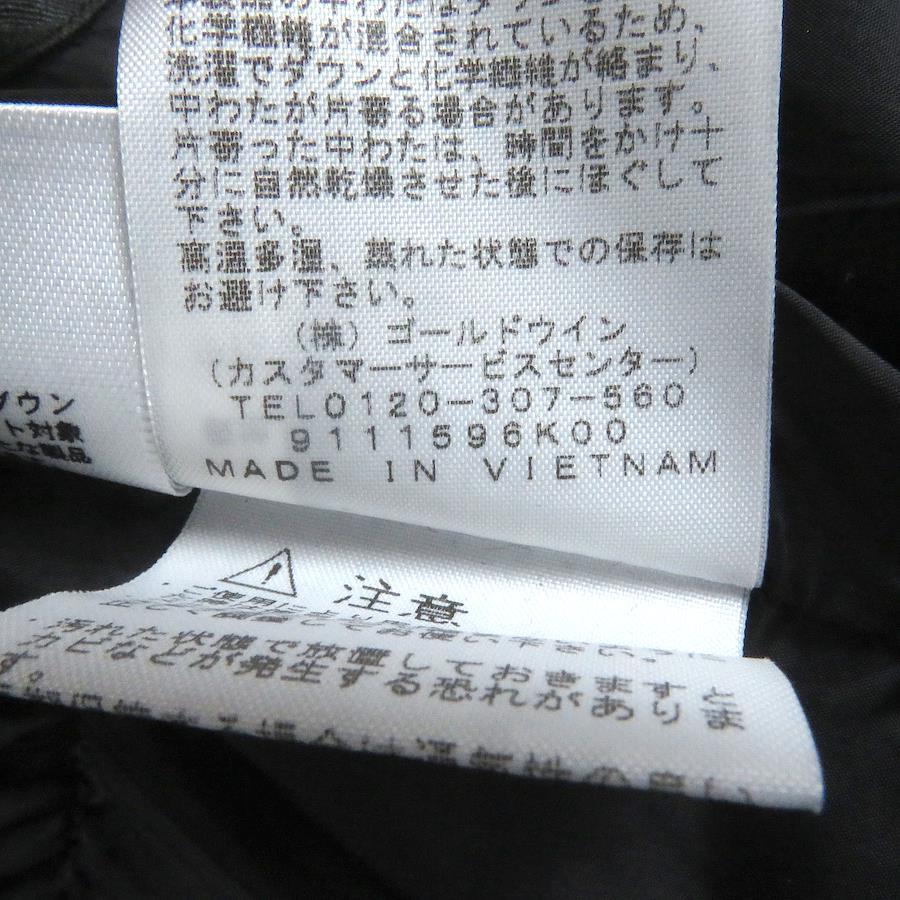 化学繊維が混合されているため、
洗濯でダウンと化学繊維が絡まり、
中わたが片寄る場合があります。
片寄った中わたは、時間をかけ十
分に自然乾燥させた後にほぐして
下さい。
高温多湿、蒸れた状態での保存は
お避け下さい。
(株) ゴールドウイン
(カスタマーサービスセンター)
TEL0120-307-560
9111596K00
MADE IN VIETNAM
ダウン
ト対象
製品
注意
汚れた状態で放置しておきますと
カビなどが発生する恐れがありま
す。